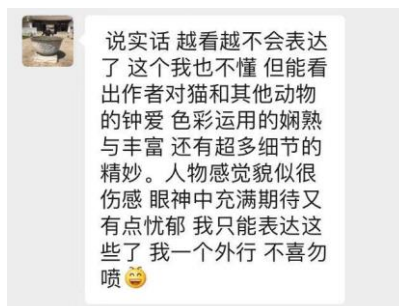 说实话 越看越不会表达
了 这个我也不懂 但能看
出作者对猫和其他动物
的钟爱 色彩运用的娴熟
与丰富 还有超多细节的
精妙。人物感觉貌似很
伤感 眼神中充满期待又
有点忧郁 我只能表达这
些了 我一个外行 不喜勿
喷😄